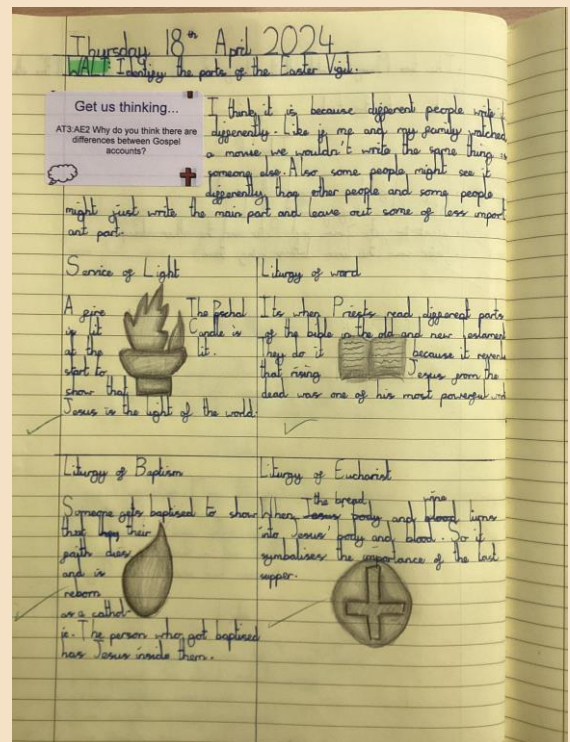 Thursday 18th April 2024
WALT: Identify the parts of the Easter Vigil.
Get us thinking...
AT3:AE2 Why do you think there are
differences between Gospel
accounts?
I think it is because different people write it
differently. Like if me and my family watched
a movie, we wouldn't write the same thing as
someone else. Also some people might see it
differently than other people and some people
might just write the main part and leave out some of less import
ant part.
Service of Light
A fire
is lit
at the
start to
show that
Jesus is the light of the world.
The Pschal
Candle is
lit.
Liturgy of word
Its when Priests read different parts
of the bible in the old and new testament
They do it because it
that rising Jesus from the
dead was one of his most powerful
Liturgy of Baptism
Someone gets baptised to show
that their
faith dies
and is
reborn
as a cathol-
ic. The person who got baptised
has Jesus inside them.
Liturgy of Eucharist
the bread wine
When Jesus body and blood turns
into Jesus' body and blood. So it
symbolises the importance of the last
supper.